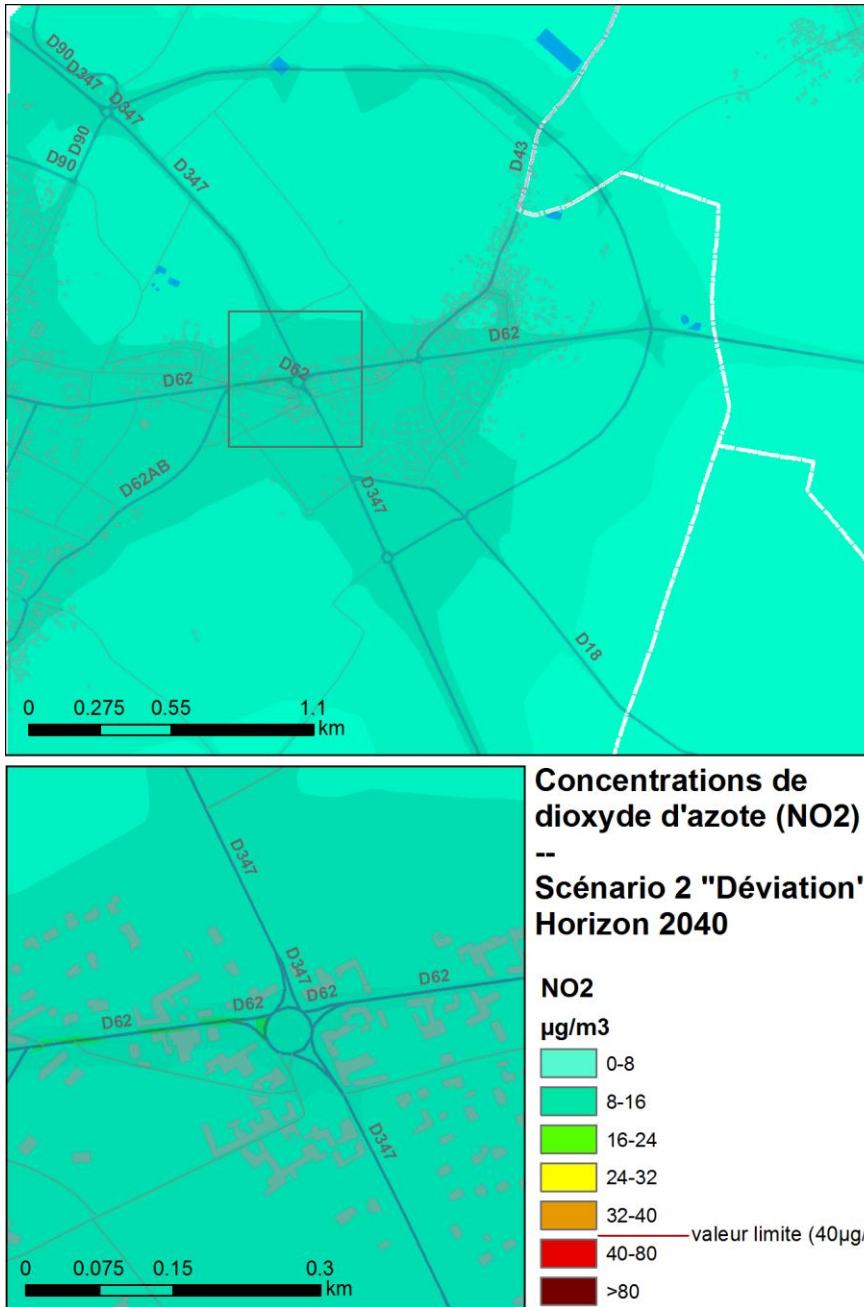 D90
D347
D347
D90
D90
D347
D43
D62
D62
D62
D62AB
D347
D18
0 0.275 0.55 1.1
km
Concentrations de
dioxyde d'azote (NO2)
--
Scénario 2 "Déviation"
Horizon 2040
D347
D347
D62
D62
D62
D62
D347
0 0.075 0.15 0.3
km
NO2
µg/m3
0-8
8-16
16-24
24-32
32-40
valeur limite (40µg/
40-80
>80